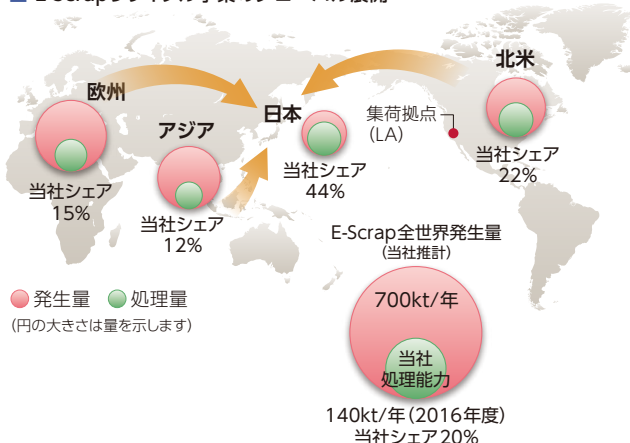 欧州
アジア
日本
北米
集荷拠点
(LA)
当社シェア
15%
当社シェア
12%
当社シェア
44%
当社シェア
22%
E-Scrap全世界発生量
(当社推計)
700kt/年
当社
処理能力
140kt/年(2016年度)
当社シェア20%
発生量 処理量
(円の大きさは量を示します)